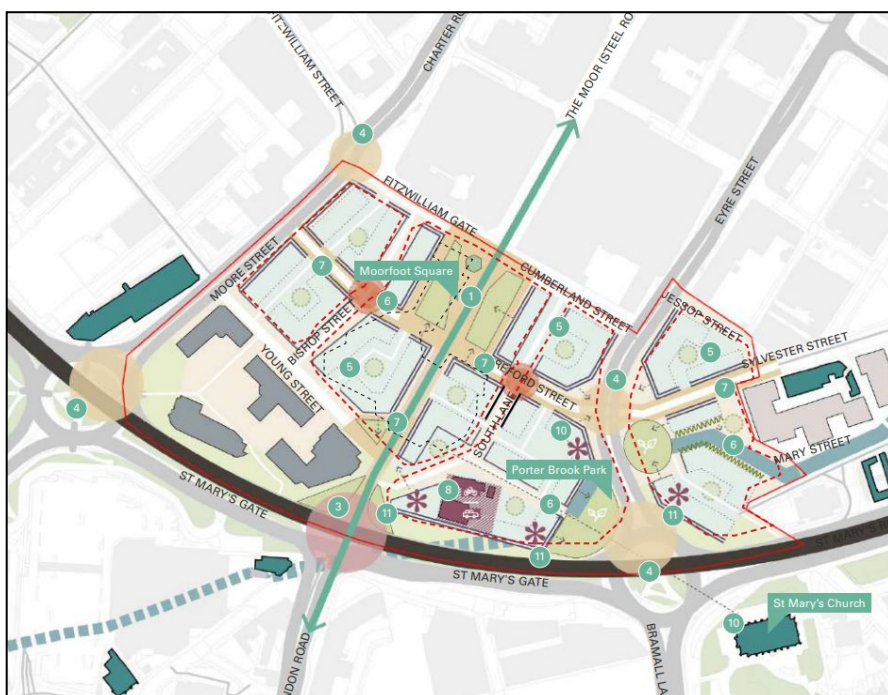 FITZWILLIAM STREET
CHARTER RO
THE MOOR (STEEL RO
EYRE STREET
4
FITZWILLIAM GATE
MOORE STREET
7
Moorfoot Square
1
CUMBERLAND STREET
JESSOP STREET
6
BISHOP STREET
5
5
5
SYLVESTER STREET
YOUNG STREET
7
REFORD STREET
4
7
4
7
SOUTH LANE
10
6
MARY STREET
Porter Brook Park
8
6
11
11
11
3
ST MARY'S GATE
ST MARY'S GATE
4
ST MARY'S
10
St Mary's Church
NDON ROAD
BRAMALL LA